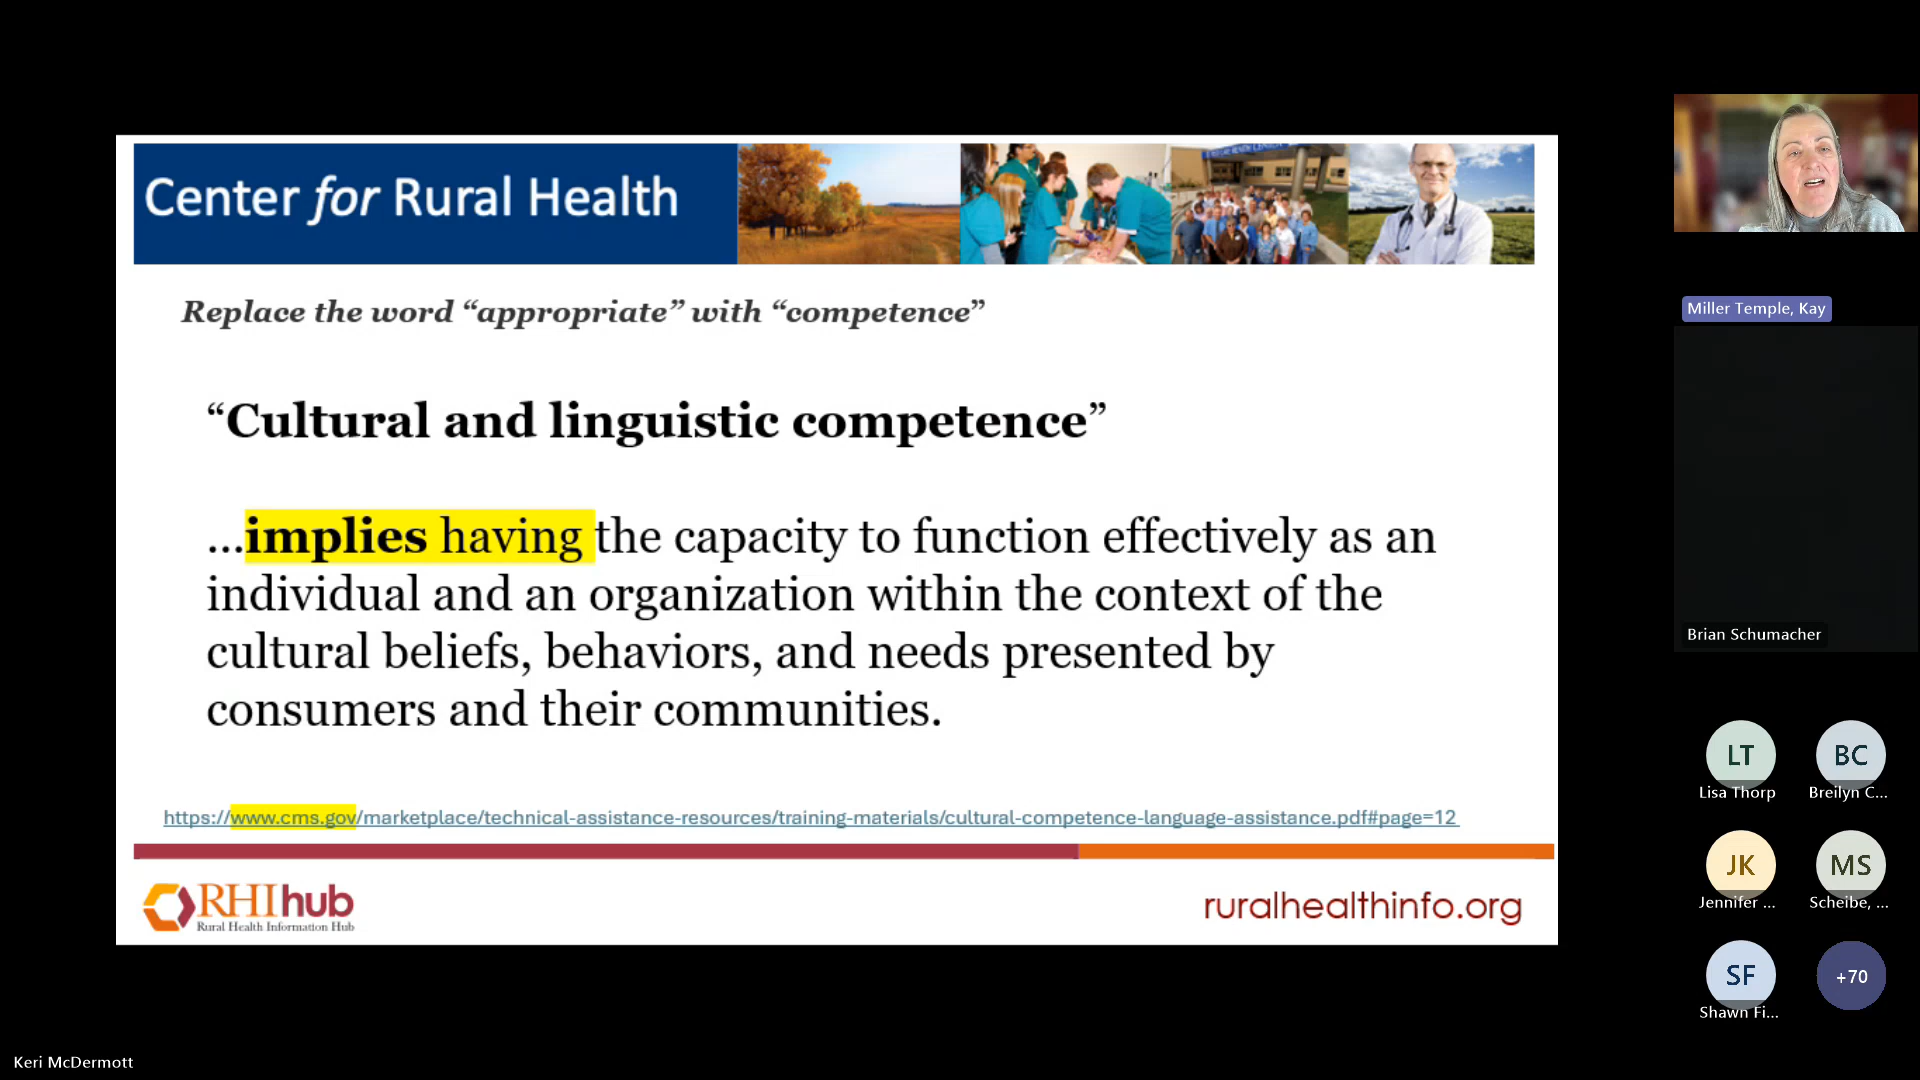 Center for Rural Health
Replace the word “appropriate” with “competence”
“Cultural and linguistic competence”
...implies having the capacity to function effectively as an
individual and an organization within the context of the
cultural beliefs, behaviors, and needs presented by
consumers and their communities.
https://www.cms.gov/marketplace/technical-assistance-resources/training-materials/cultural-competence-language-assistance.pdf#page=12
RHIhub
Rural Health Information Hub
ruralhealthinfo.org
Miller Temple, Kay
Brian Schumacher
LT
BC
Lisa Thorp
Breilyn C...
JK
MS
Jennifer ...
Scheibe, ...
SF
+70
Shawn Fi...
Keri McDermott